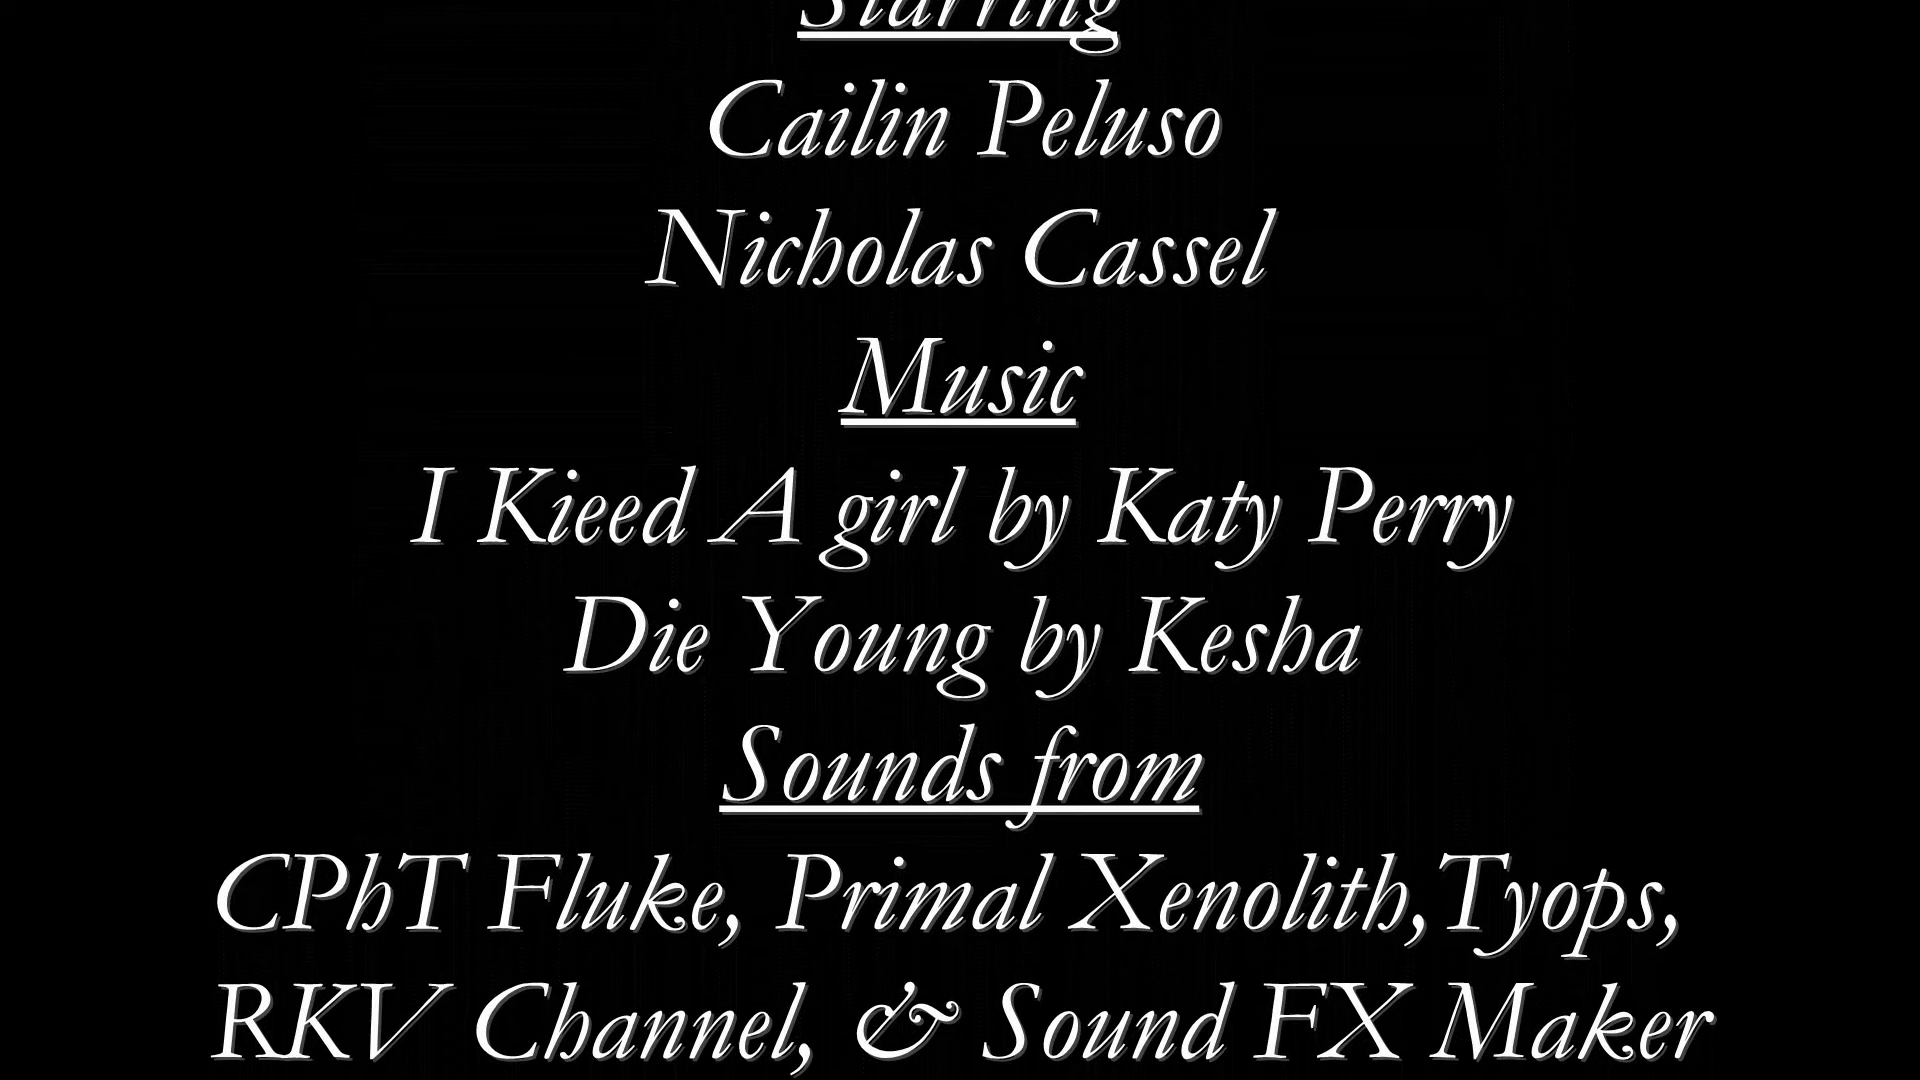 Starring
Cailin Peluso
Nicholas Cassel
Music
I Kieed A girl by Katy Perry
Die Young by Kesha
Sounds from
CPhT Fluke, Primal Xenolith,Tyops,
RKV Channel, & Sound FX Maker